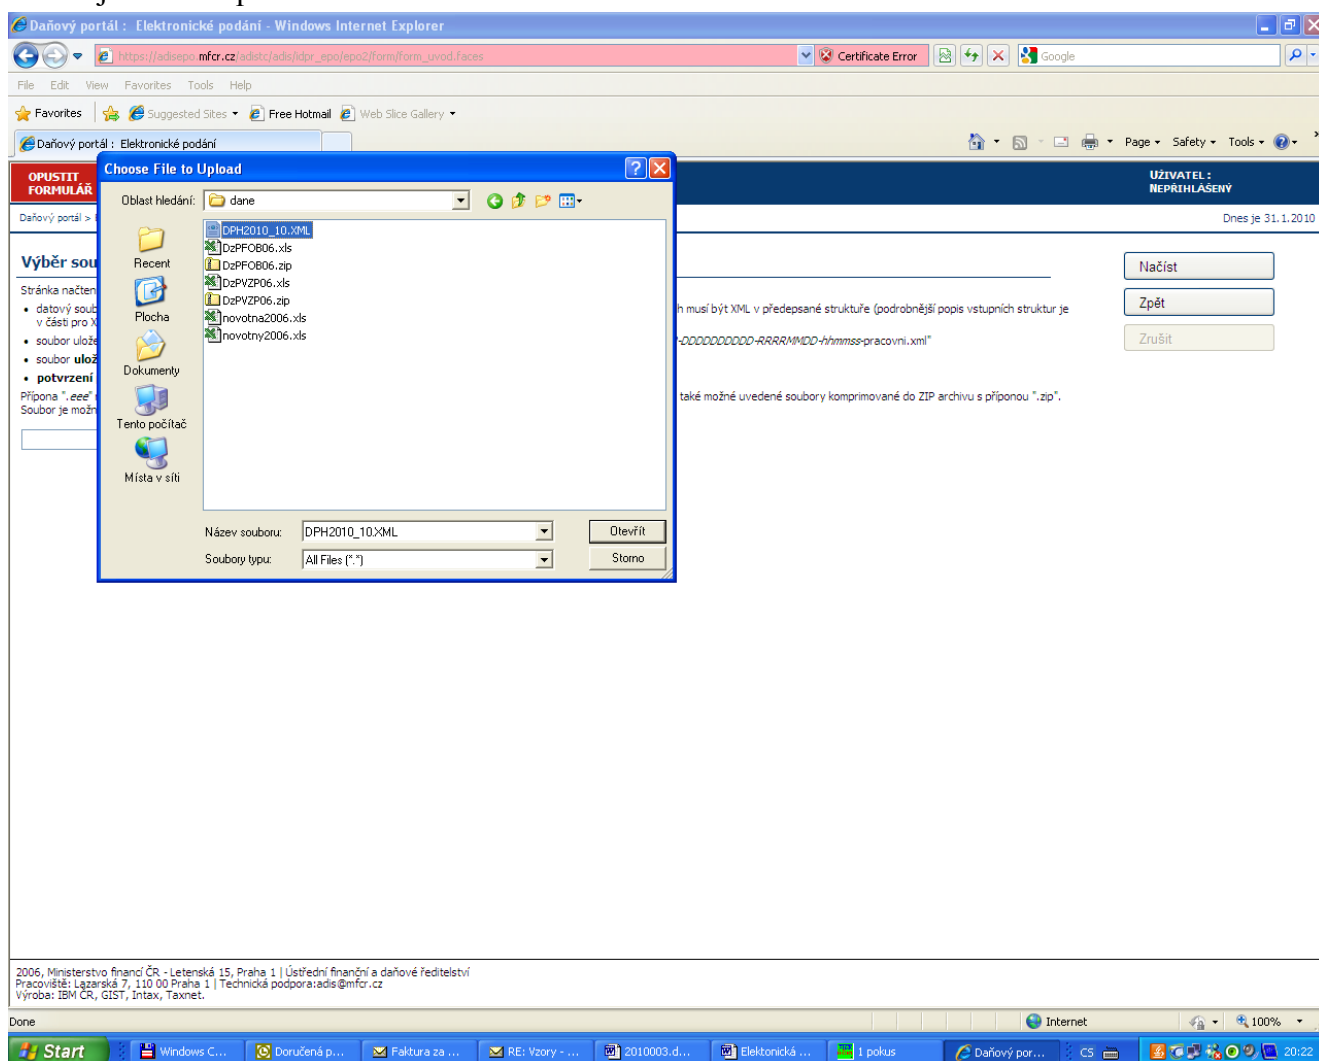 Daňový portál : Elektronické podání - Windows Internet Explorer
https://adisepo.mfcr.cz/adistc/adis/idpr_epo/epo2/form/form_uvod.faces
Certificate Error
Google
File Edit View Favorites Tools Help
Favorites Suggested Sites Free Hotmail Web Slice Gallery
Daňový portál : Elektronické podání
Page Safety Tools
OPUSTIT
FORMULÁŘ
UŽIVATEL :
NEPŘIHLÁŠENÝ
Daňový portál >
Dnes je 31.1.2010
Choose File to Upload
Oblast hledání: dane
Recent
Plocha
Dokumenty
Tento počítač
Místa v síti
DPH2010_10.XML
DzPFOB06.xls
DzPFOB06.zip
DzPVZP06.xls
DzPVZP06.zip
novotna2006.xls
novotny2006.xls
Název souboru: DPH2010_10.XML Otevřít
Soubory typu: All Files (*.*) Storno
Výběr sou
Stránka načten
• datový soub h musí být XML v předepsané struktuře (podrobnější popis vstupních struktur je
v části pro X
• soubor ulože -DDDDDDDDDD-RRRRMMDD-hhmmss-pracovni.xml"
• soubor ulož
• potvrzení
Přípona ".eee" také možné uvedené soubory komprimované do ZIP archivu s příponou ".zip".
Soubor je možn
Načíst
Zpět
Zrušit
2006, Ministerstvo financí ČR - Letenská 15, Praha 1 | Ústřední finanční a daňové ředitelství
Pracoviště: Lazarská 7, 110 00 Praha 1 | Technická podpora:adis@mfcr.cz
Výroba: IBM ČR, GIST, Intax, Taxnet.
Done Internet 100%
Start Windows C... Doručená p... Faktura za ... RE: Vzory - ... 2010003.d... Elektonická ... 1 pokus Daňový por... CS 20:22